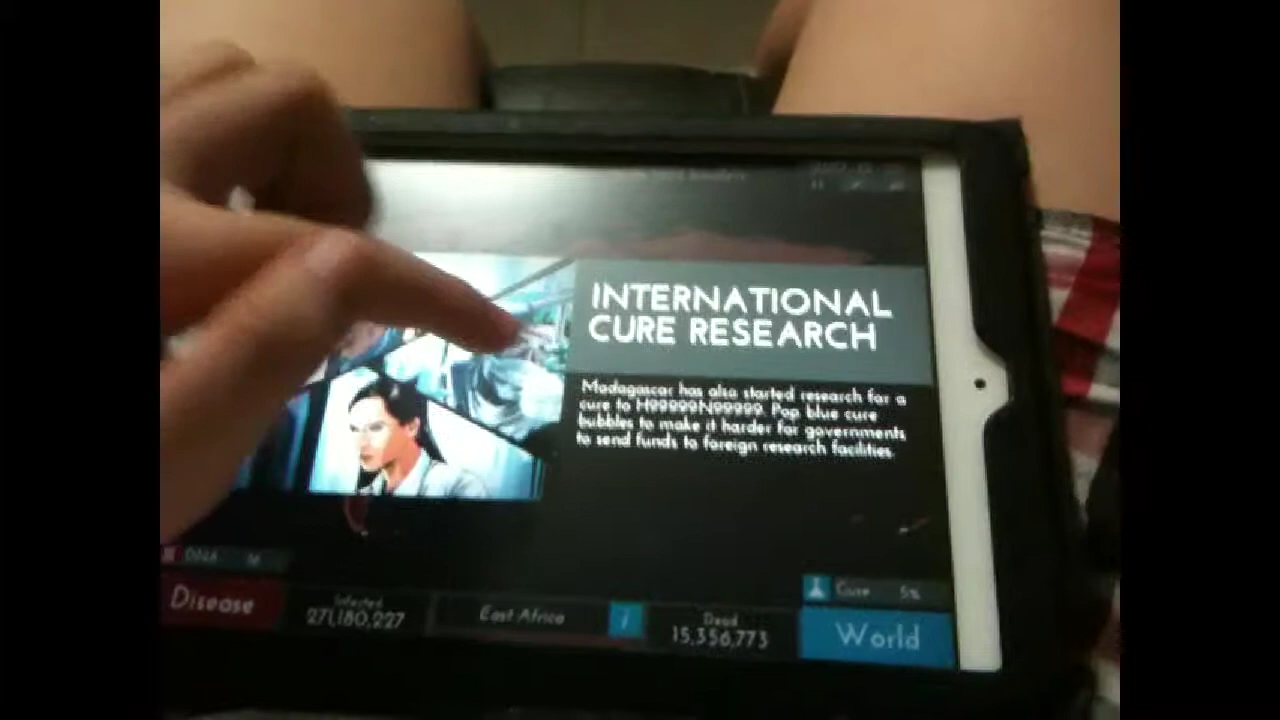 INTERNATIONAL
CURE RESEARCH
Madagascar has also started research for a
cure to H99999N99999. Pop blue cure
bubbles to make it harder for governments
to send funds to foreign research facilities.
DNA
Cure 5%
Disease
Infected
271,180,227
East Africa
Dead
15,356,773
World